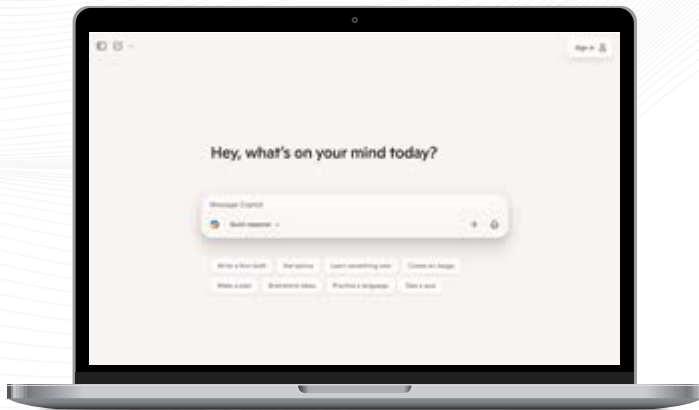 Sign in
Hey, what's on your mind today?
Message Copilot
Quick response
Write a first draft Get advice Learn something new Create an image
Make a plan Brainstorm ideas Practice a language Take a quiz